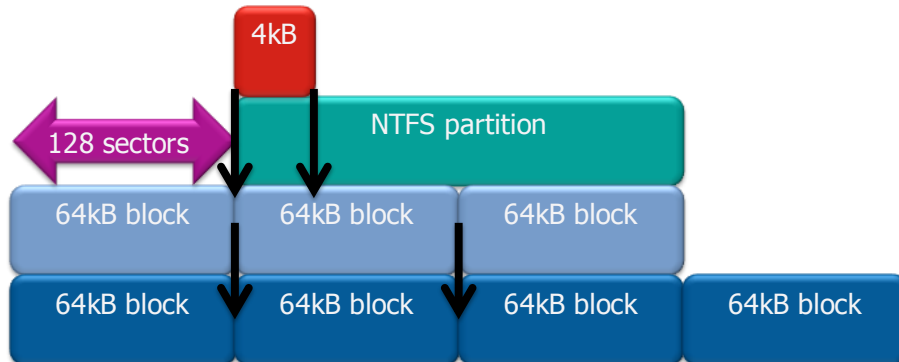 4kB
NTFS partition
128 sectors
64kB block 64kB block 64kB block
64kB block 64kB block 64kB block 64kB block